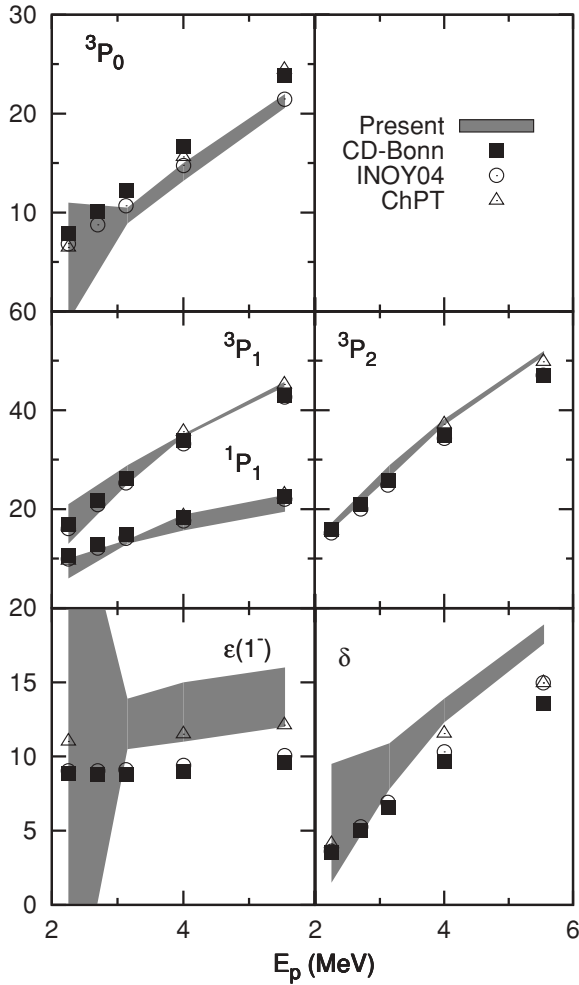 30
³P₀
20
10
60
Present
CD-Bonn
INOY04
ChPT
³P₁
³P₂
40
¹P₁
20
20
ε(1⁻)
δ
15
10
5
0
2 4 2 4 6
Eₚ (MeV)